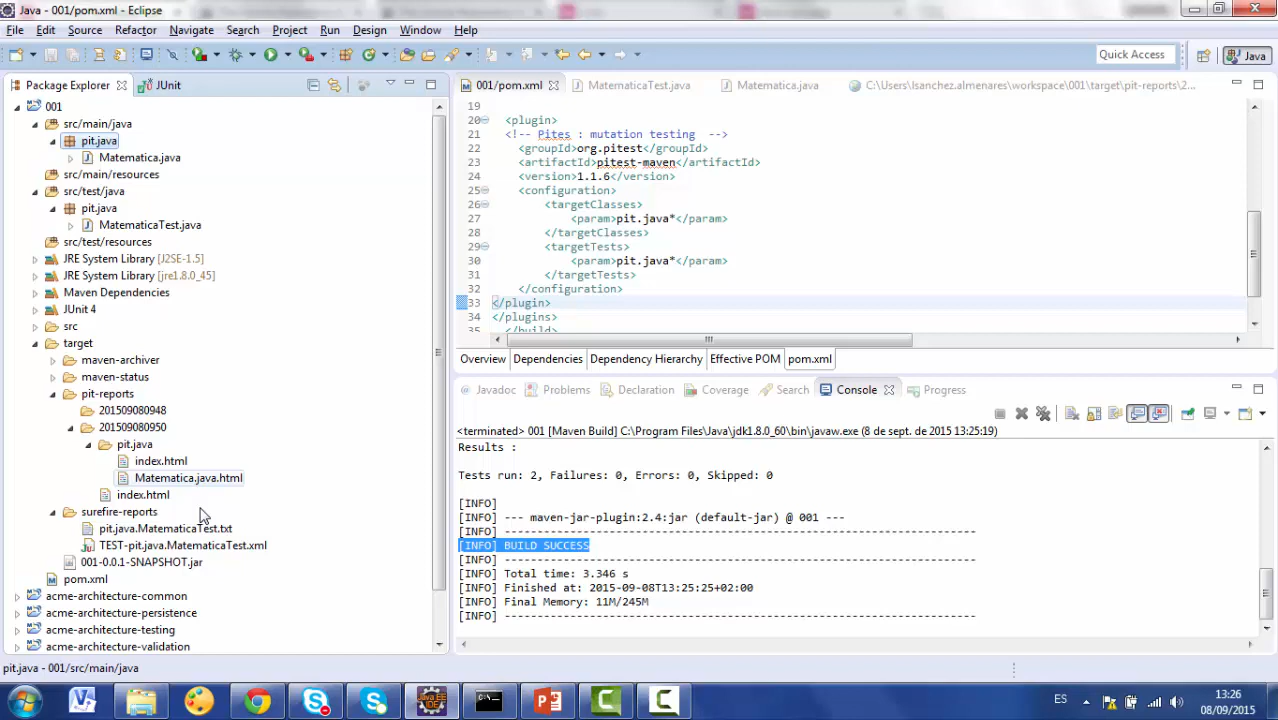 Java - 001/pom.xml - Eclipse
File Edit Source Refactor Navigate Search Project Run Design Window Help
Quick Access
Java
Package Explorer
JUnit
001
src/main/java
pit.java
Matematica.java
src/main/resources
src/test/java
pit.java
MatematicaTest.java
src/test/resources
JRE System Library [J2SE-1.5]
JRE System Library [jre1.8.0_45]
Maven Dependencies
JUnit 4
src
target
maven-archiver
maven-status
pit-reports
201509080948
201509080950
pit.java
index.html
Matematica.java.html
index.html
surefire-reports
pit.java.MatematicaTest.txt
TEST-pit.java.MatematicaTest.xml
001-0.0.1-SNAPSHOT.jar
pom.xml
acme-architecture-common
acme-architecture-persistence
acme-architecture-testing
acme-architecture-validation
001/pom.xml MatematicaTest.java Matematica.java C:\Users\lsanchez.almenares\workspace\001\target\pit-reports\2...
19
20 <plugin>
21 <!-- Pites : mutation testing -->
22 <groupId>org.pitest</groupId>
23 <artifactId>pitest-maven</artifactId>
24 <version>1.1.6</version>
25 <configuration>
26 <targetClasses>
27 <param>pit.java*</param>
28 </targetClasses>
29 <targetTests>
30 <param>pit.java*</param>
31 </targetTests>
32 </configuration>
33 </plugin>
34 </plugins>
35 </build>
Overview Dependencies Dependency Hierarchy Effective POM pom.xml
Javadoc Problems Declaration Coverage Search Console Progress
<terminated> 001 [Maven Build] C:\Program Files\Java\jdk1.8.0_60\bin\javaw.exe (8 de sept. de 2015 13:25:19)
Results :
Tests run: 2, Failures: 0, Errors: 0, Skipped: 0
[INFO]
[INFO] --- maven-jar-plugin:2.4:jar (default-jar) @ 001 ---
[INFO] ------------------------------------------------------------------------
[INFO] BUILD SUCCESS
[INFO] ------------------------------------------------------------------------
[INFO] Total time: 3.346 s
[INFO] Finished at: 2015-09-08T13:25:25+02:00
[INFO] Final Memory: 11M/245M
[INFO] ------------------------------------------------------------------------
pit.java - 001/src/main/java
ES
13:26
08/09/2015